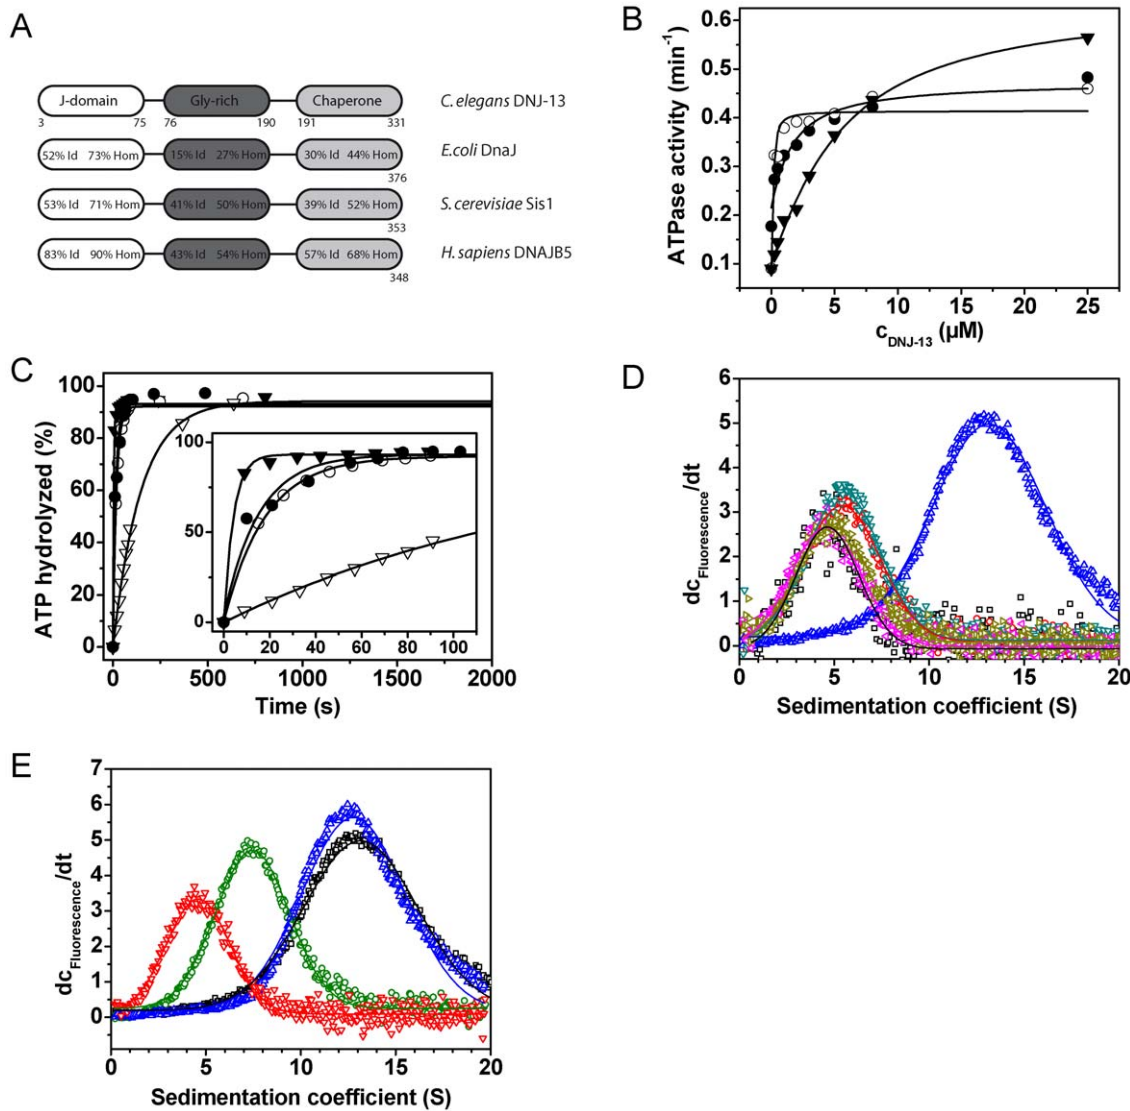 A
J-domain Gly-rich Chaperone C. elegans DNJ-13
3 75 76 190 191 331
52% Id 73% Hom 15% Id 27% Hom 30% Id 44% Hom E.coli DnaJ
376
53% Id 71% Hom 41% Id 50% Hom 39% Id 52% Hom S. cerevisiae Sis1
353
83% Id 90% Hom 43% Id 54% Hom 57% Id 68% Hom H. sapiens DNAJB5
348
B
ATPase activity (min⁻¹)
0.6
0.5
0.4
0.3
0.2
0.1
0 5 10 15 20 25
c_DNJ-13 (µM)
C
ATP hydrolyzed (%)
100
80
60
40
20
0
100
50
0
0 20 40 60 80 100
0 500 1000 1500 2000
Time (s)
D
dc_Fluorescence/dt
6
5
4
3
2
1
0
0 5 10 15 20
Sedimentation coefficient (S)
E
dc_Fluorescence/dt
7
6
5
4
3
2
1
0
0 5 10 15 20
Sedimentation coefficient (S)